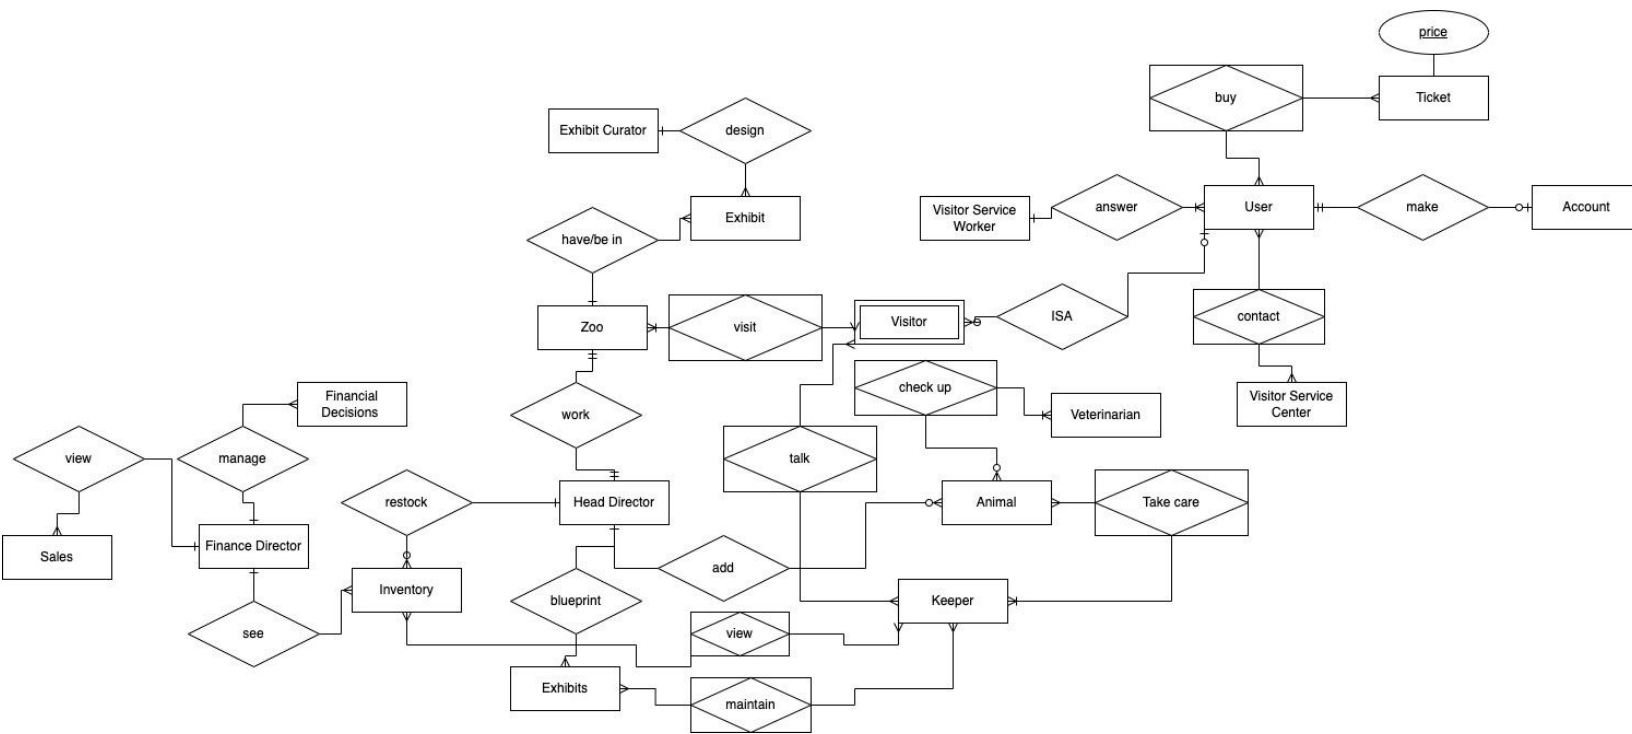 price
buy
Ticket
Exhibit Curator
design
Visitor Service
Worker
answer
User
make
Account
Exhibit
have/be in
Zoo
visit
Visitor
ISA
contact
check up
Veterinarian
Visitor Service
Center
Financial
Decisions
work
view
manage
talk
restock
Head Director
Animal
Take care
Sales
Finance Director
add
Inventory
blueprint
Keeper
see
view
Exhibits
maintain